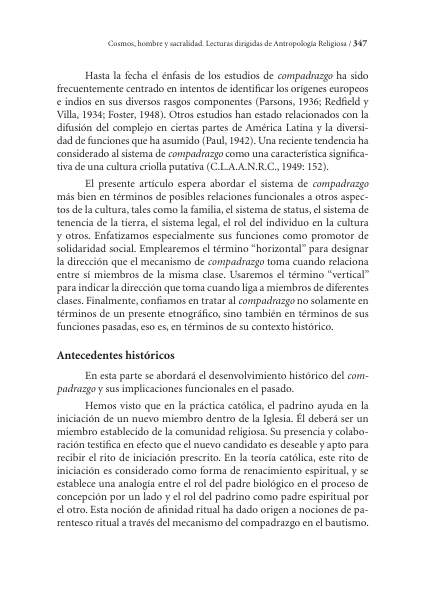 Cosmos, hombre y sacralidad. Lecturas dirigidas de Antropología Religiosa / 347
Hasta la fecha el énfasis de los estudios de compadrazgo ha sido
frecuentemente centrado en intentos de identificar los orígenes europeos
e indios en sus diversos rasgos componentes (Parsons, 1936; Redfield y
Villa, 1934; Foster, 1948). Otros estudios han estado relacionados con la
difusión del complejo en ciertas partes de América Latina y la diversi-
dad de funciones que ha asumido (Paul, 1942). Una reciente tendencia ha
considerado al sistema de compadrazgo como una característica significa-
tiva de una cultura criolla putativa (C.L.A.A.N.R.C., 1949: 152).
El presente artículo espera abordar el sistema de compadrazgo
más bien en términos de posibles relaciones funcionales a otros aspec-
tos de la cultura, tales como la familia, el sistema de status, el sistema de
tenencia de la tierra, el sistema legal, el rol del individuo en la cultura
y otros. Enfatizamos especialmente sus funciones como promotor de
solidaridad social. Emplearemos el término “horizontal” para designar
la dirección que el mecanismo de compadrazgo toma cuando relaciona
entre sí miembros de la misma clase. Usaremos el término “vertical”
para indicar la dirección que toma cuando liga a miembros de diferentes
clases. Finalmente, confiamos en tratar al compadrazgo no solamente en
términos de un presente etnográfico, sino también en términos de sus
funciones pasadas, eso es, en términos de su contexto histórico.
Antecedentes históricos
En esta parte se abordará el desenvolvimiento histórico del com-
padrazgo y sus implicaciones funcionales en el pasado.
Hemos visto que en la práctica católica, el padrino ayuda en la
iniciación de un nuevo miembro dentro de la Iglesia. Él deberá ser un
miembro establecido de la comunidad religiosa. Su presencia y colabo-
ración testifica en efecto que el nuevo candidato es deseable y apto para
recibir el rito de iniciación prescrito. En la teoría católica, este rito de
iniciación es considerado como forma de renacimiento espiritual, y se
establece una analogía entre el rol del padre biológico en el proceso de
concepción por un lado y el rol del padrino como padre espiritual por
el otro. Esta noción de afinidad ritual ha dado origen a nociones de pa-
rentesco ritual a través del mecanismo del compadrazgo en el bautismo.